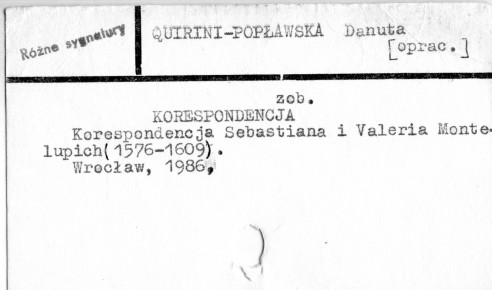 Różne sygnatury
QUIRINI-POPŁAWSKA Danuta
[oprac.]
zob.
KORESPONDENCJA
Korespondencja Sebastiana i Valeria Monte-
lupich(1576-1609).
Wrocław, 1986,